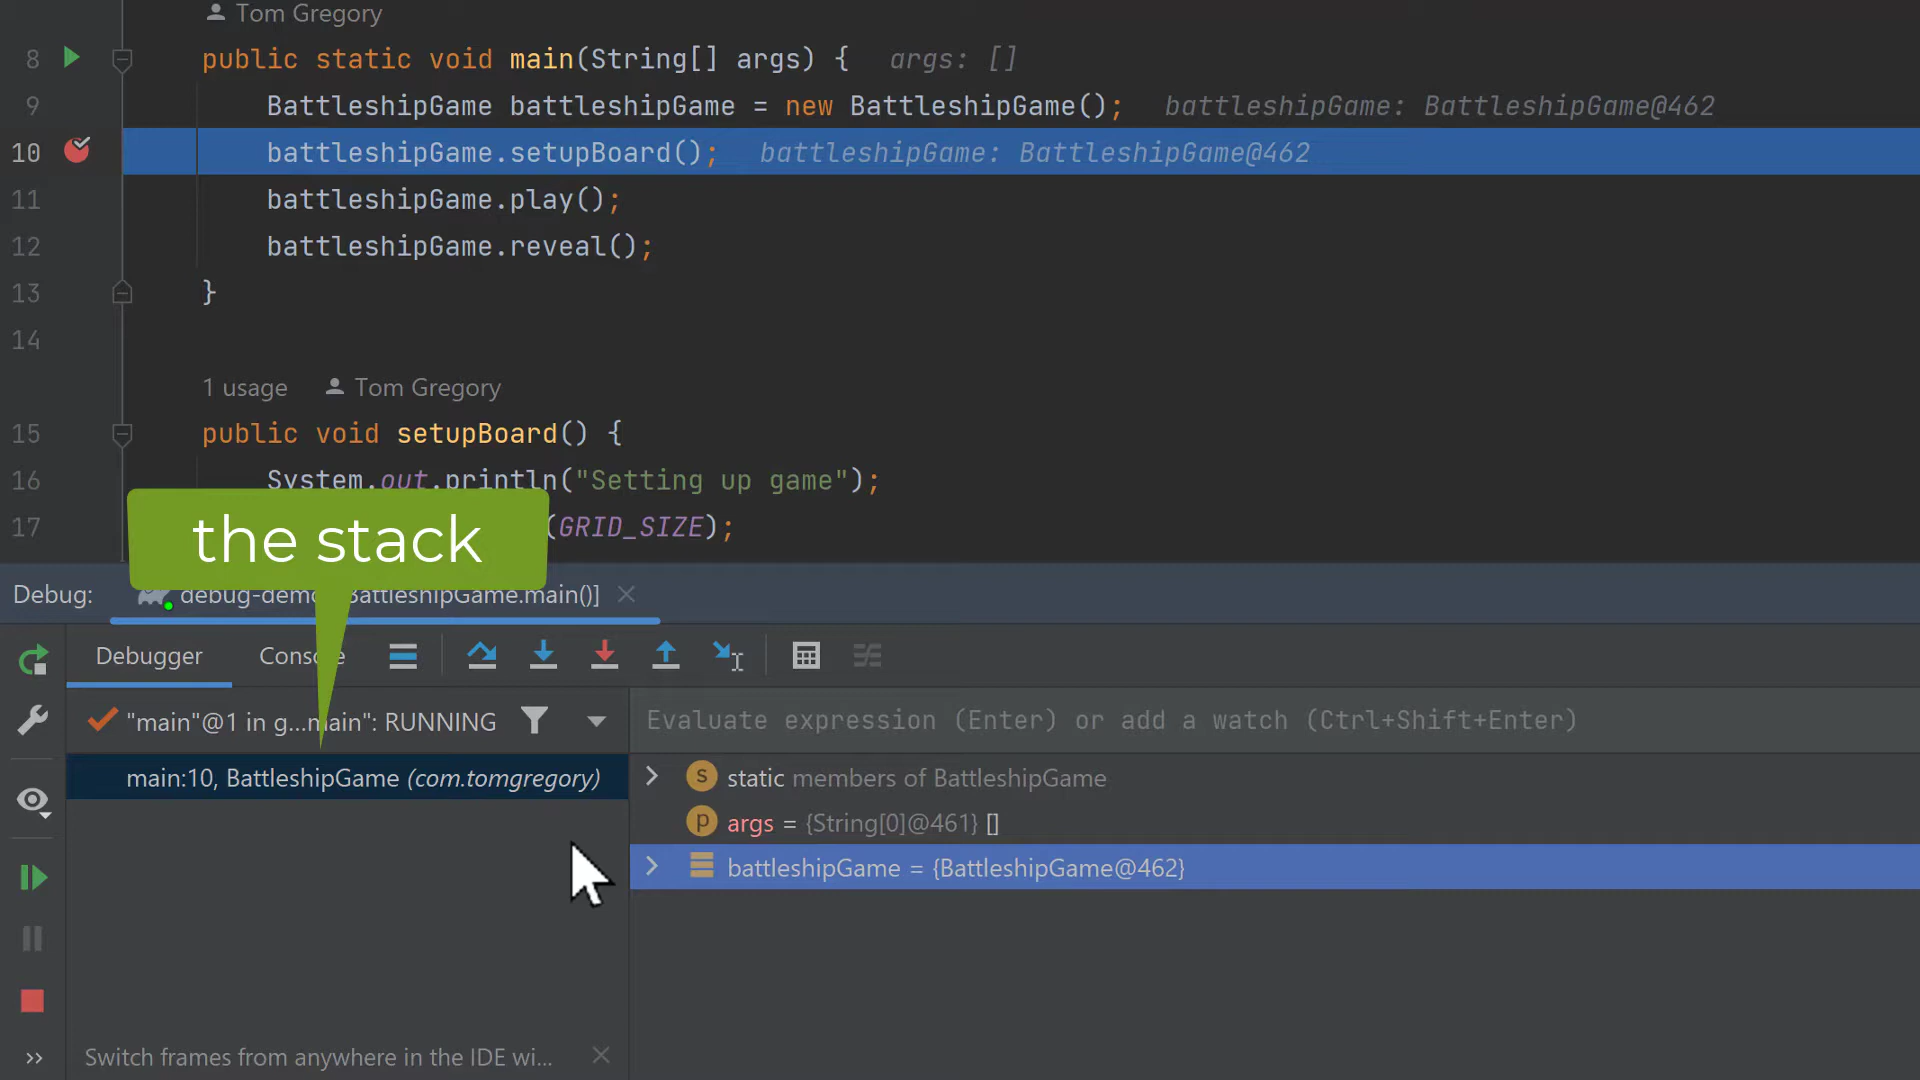 Tom Gregory
8 public static void main(String[] args) { args: []
9 BattleshipGame battleshipGame = new BattleshipGame(); battleshipGame: BattleshipGame@462
10 battleshipGame.setupBoard(); battleshipGame: BattleshipGame@462
11 battleshipGame.play();
12 battleshipGame.reveal();
13 }
14
1 usage Tom Gregory
15 public void setupBoard() {
16 System.out.println("Setting up game");
17 (GRID_SIZE);
the stack
Debug: debug-demo BattleshipGame.main()]
Debugger Console
"main"@1 in g...main": RUNNING
Evaluate expression (Enter) or add a watch (Ctrl+Shift+Enter)
main:10, BattleshipGame (com.tomgregory)
s static members of BattleshipGame
p args = {String[0]@461} []
battleshipGame = {BattleshipGame@462}
Switch frames from anywhere in the IDE wi...